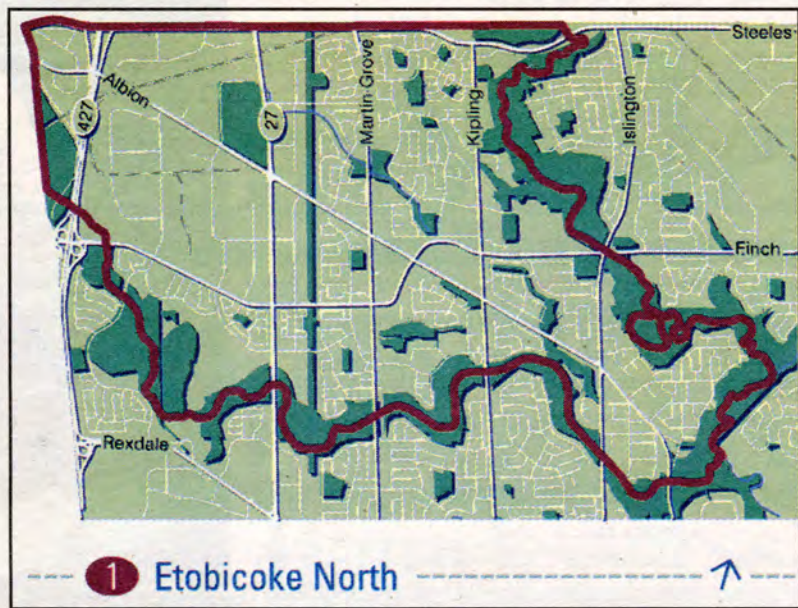 Steeles
Albion
427
27
Martin Grove
Kipling
Islington
Finch
Rexdale
1 Etobicoke North